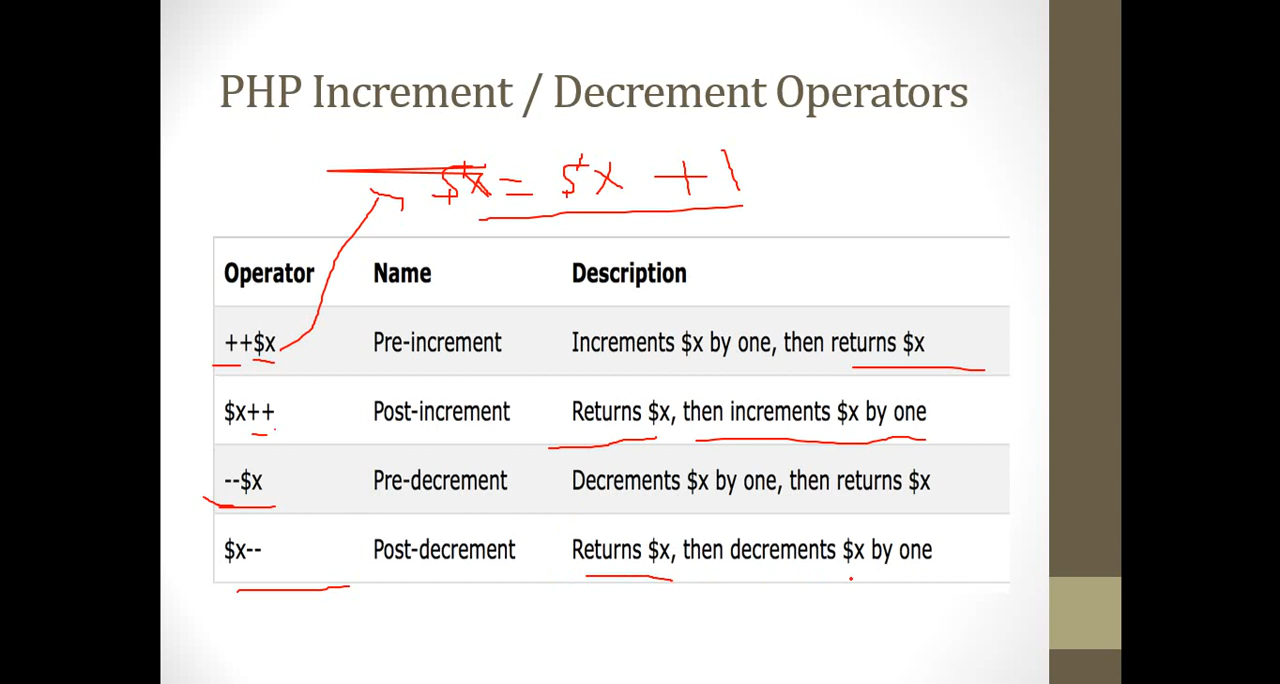 PHP Increment / Decrement Operators
$x = $x + 1
Operator Name Description
++$x Pre-increment Increments $x by one, then returns $x
$x++ Post-increment Returns $x, then increments $x by one
--$x Pre-decrement Decrements $x by one, then returns $x
$x-- Post-decrement Returns $x, then decrements $x by one